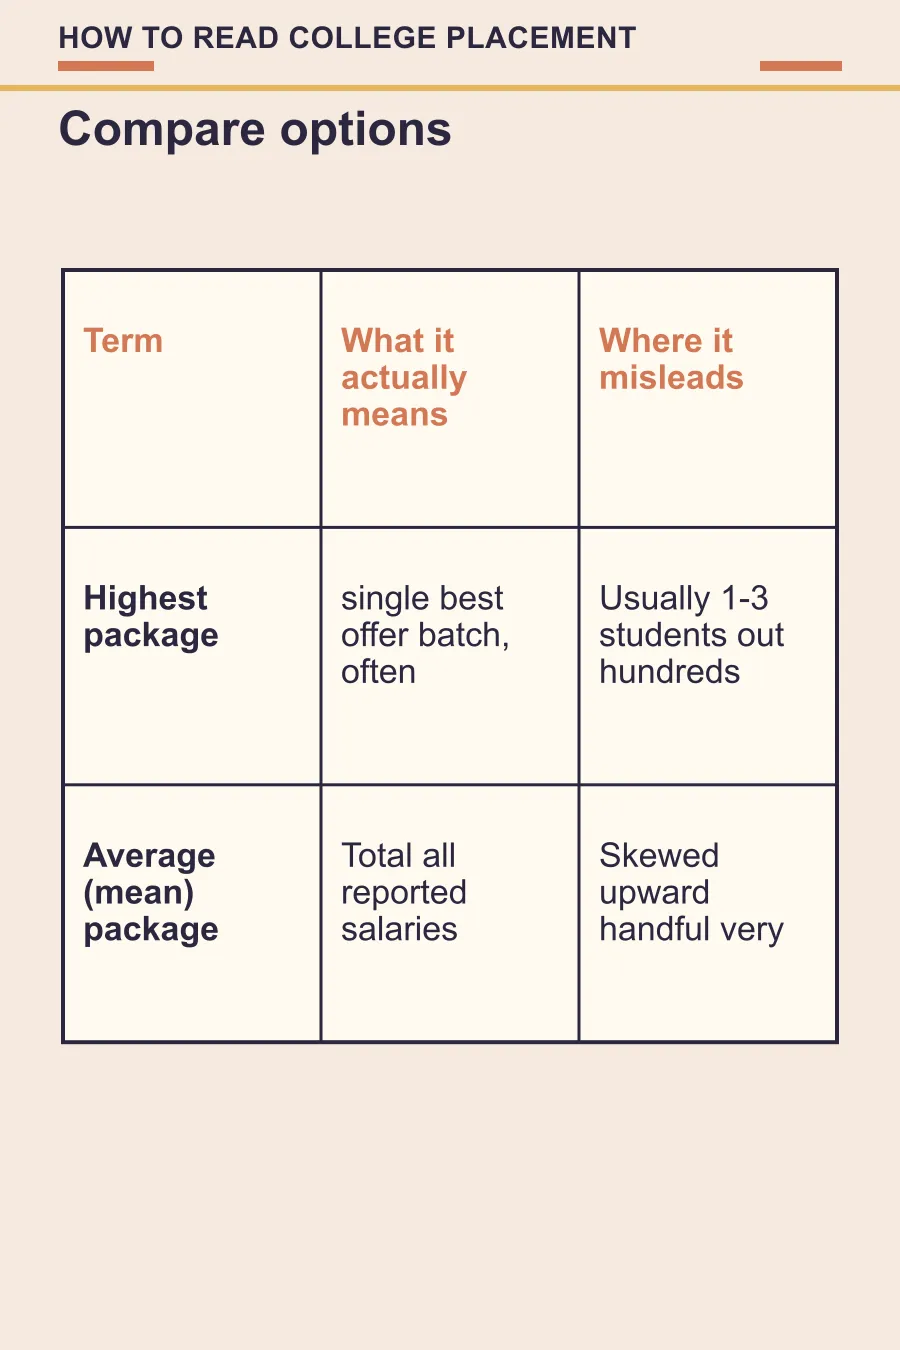 HOW TO READ COLLEGE PLACEMENT
Compare options
Term
What it
actually
means
Where it
misleads
Highest
package
single best
offer batch,
often
Usually 1-3
students out
hundreds
Average
(mean)
package
Total all
reported
salaries
Skewed
upward
handful very